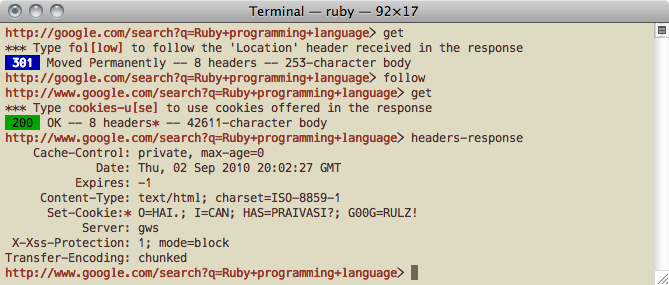 Terminal — ruby — 92×17
http://google.com/search?q=Ruby+programming+language> get
*** Type fol[low] to follow the 'Location' header received in the response
301 Moved Permanently -- 8 headers -- 253-character body
http://google.com/search?q=Ruby+programming+language> follow
http://www.google.com/search?q=Ruby+programming+language> get
*** Type cookies-u[se] to use cookies offered in the response
200 OK -- 8 headers* -- 42611-character body
http://www.google.com/search?q=Ruby+programming+language> headers-response
Cache-Control: private, max-age=0
Date: Thu, 02 Sep 2010 20:02:27 GMT
Expires: -1
Content-Type: text/html; charset=ISO-8859-1
Set-Cookie:* O=HAI.; I=CAN; HAS=PRAIVASI?; G00G=RULZ!
Server: gws
X-Xss-Protection: 1; mode=block
Transfer-Encoding: chunked
http://www.google.com/search?q=Ruby+programming+language>